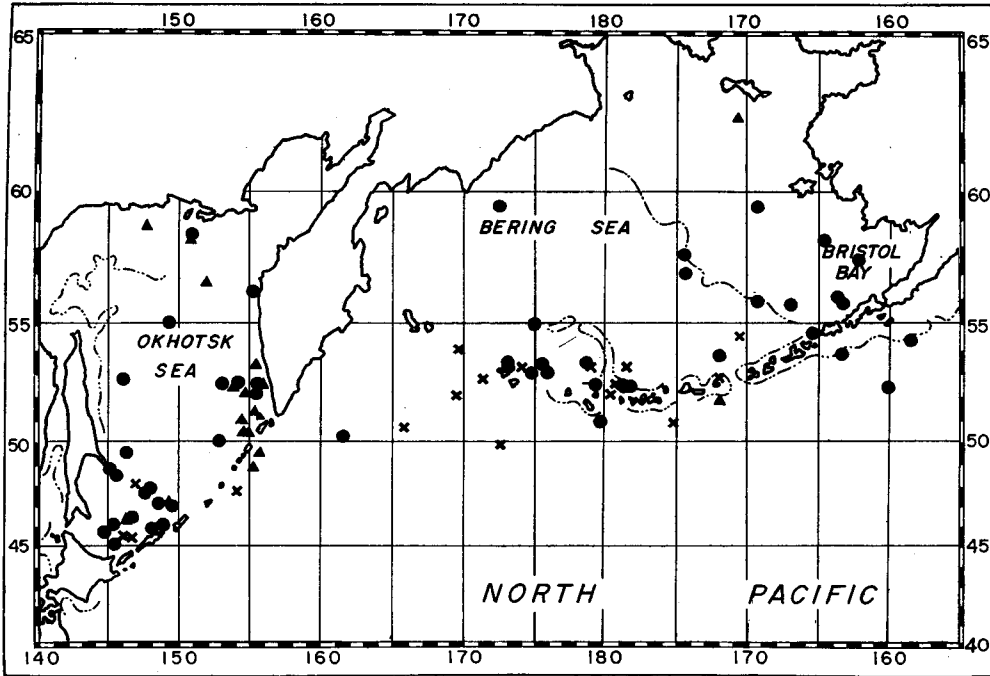 150 160 170 180 170 160
65 65
60 60
BERING SEA
BRISTOL
BAY
55 55
OKHOTSK
SEA
50 50
45 45
NORTH PACIFIC
40 40
140 150 160 170 180 170 160